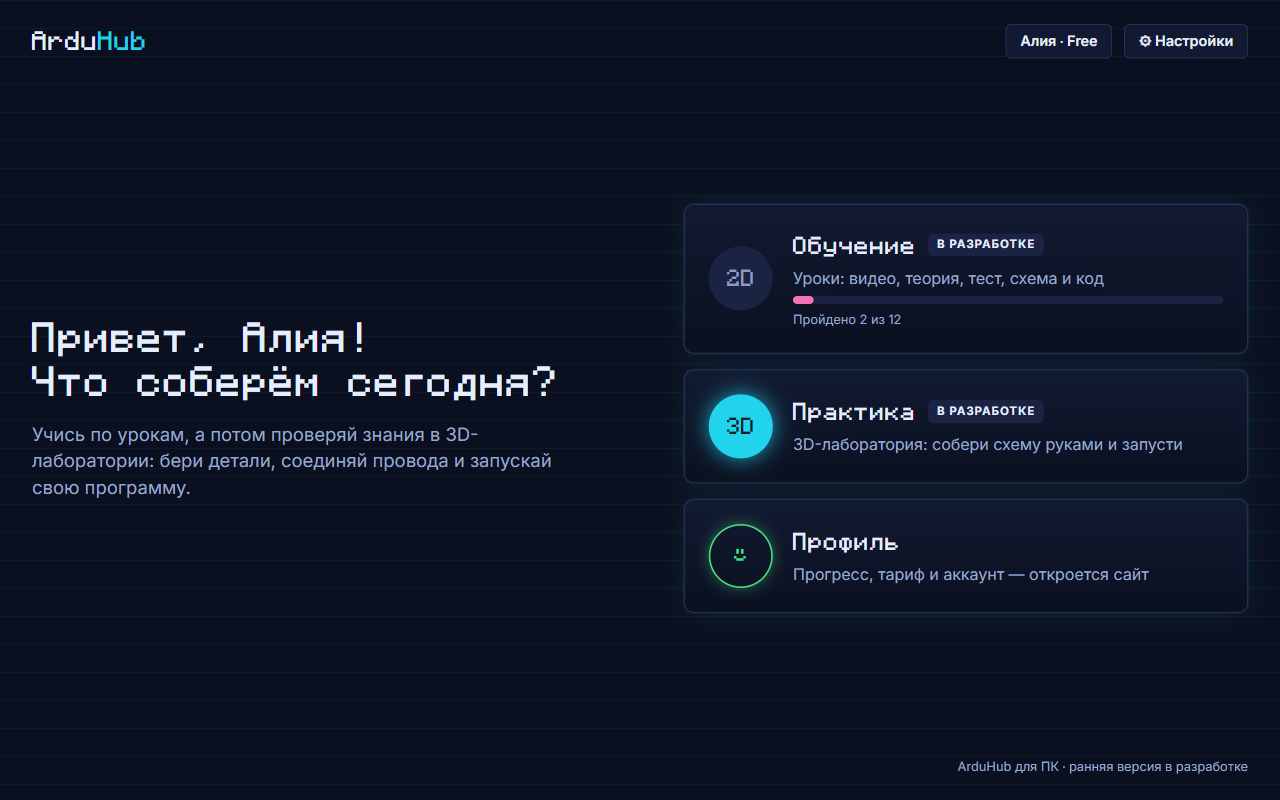 ArduHub
Алия · Free
⚙ Настройки
Привет, Алия!
Что соберём сегодня?
Учись по урокам, а потом проверяй знания в 3D-
лаборатории: бери детали, соединяй провода и запускай
свою программу.
2D
Обучение
В РАЗРАБОТКЕ
Уроки: видео, теория, тест, схема и код
Пройдено 2 из 12
3D
Практика
В РАЗРАБОТКЕ
3D-лаборатория: собери схему руками и запусти
Профиль
Прогресс, тариф и аккаунт — откроется сайт
ArduHub для ПК · ранняя версия в разработке